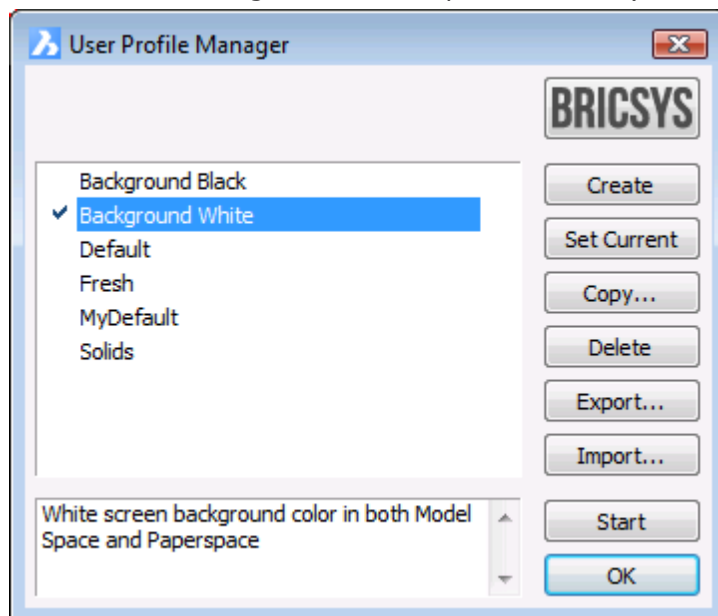 User Profile Manager
BRICSYS
Background Black
Background White
Default
Fresh
MyDefault
Solids
Create
Set Current
Copy...
Delete
Export...
Import...
White screen background color in both Model
Space and Paperspace
Start
OK